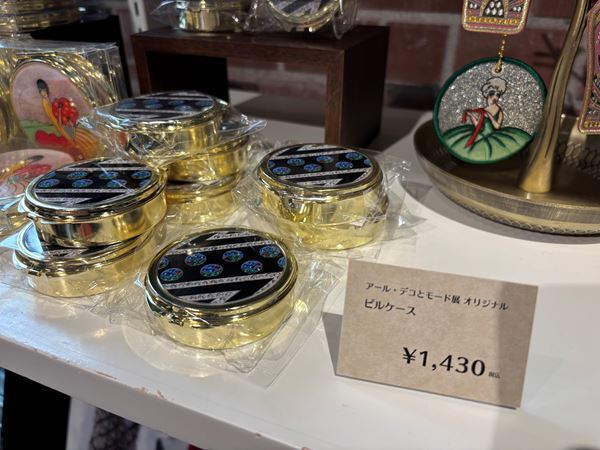 アール・デコとモード展 オリジナル
ピルケース
¥1,430 税込